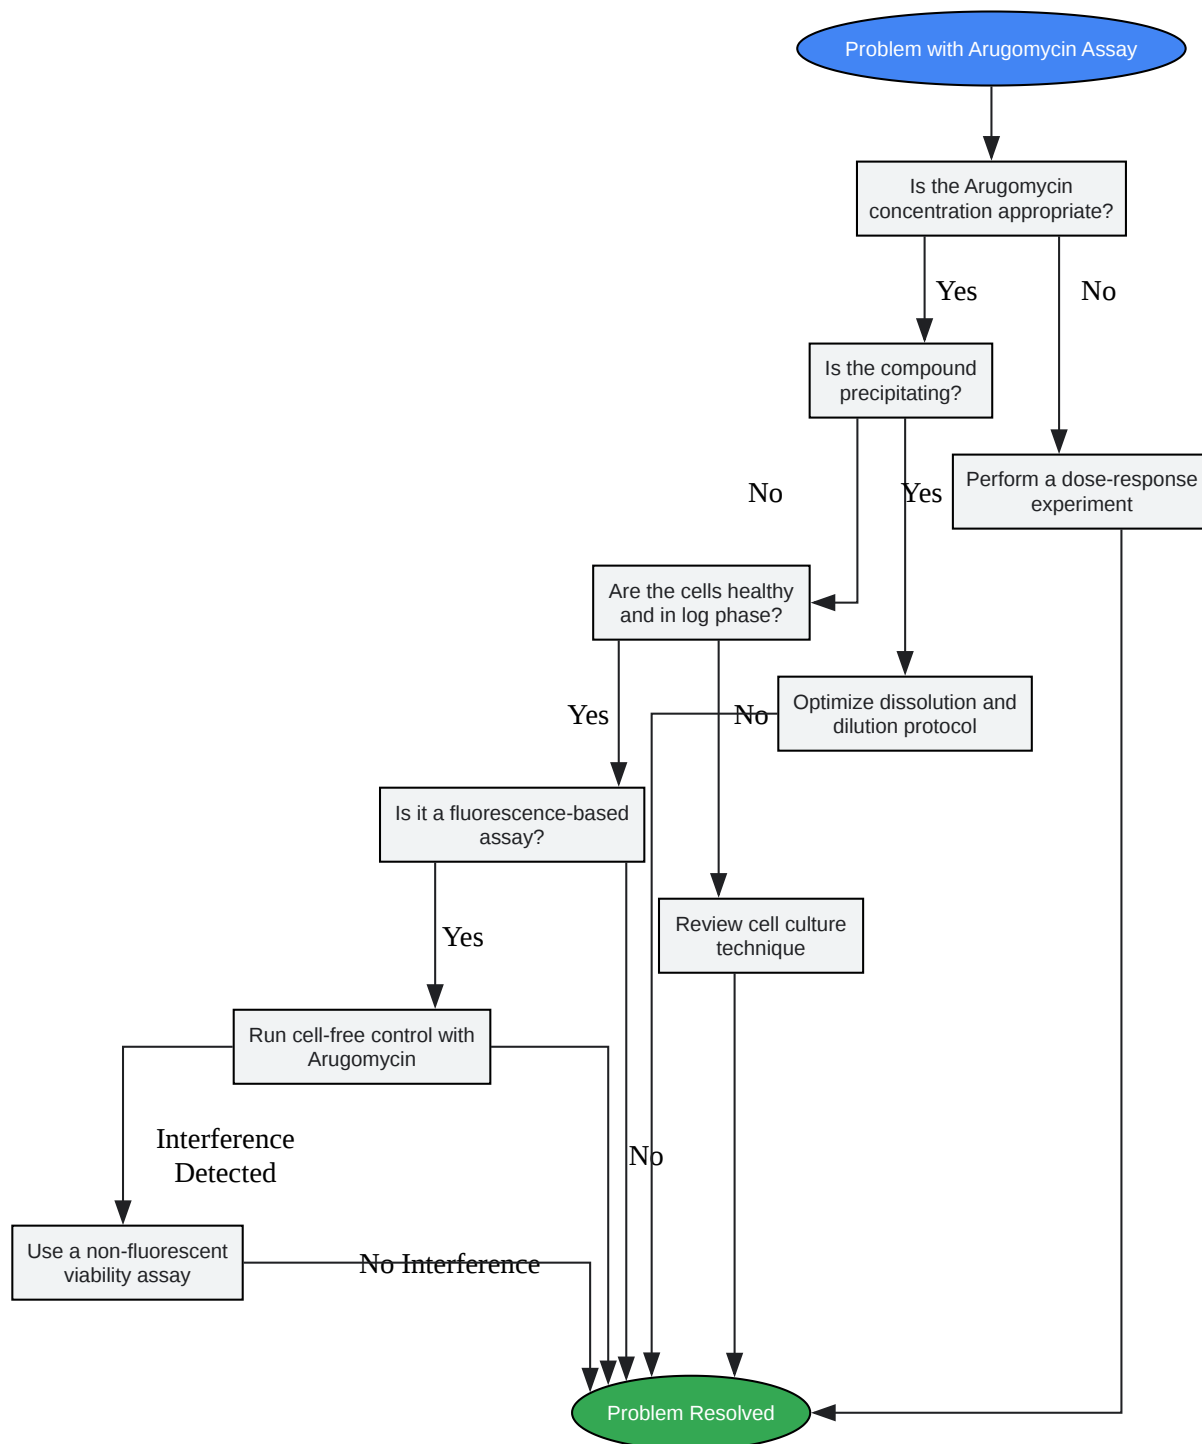 Problem with Arugomycin Assay
Is the Arugomycin
concentration appropriate?
Yes
No
Is the compound
precipitating?
No
Yes
Perform a dose-response
experiment
Are the cells healthy
and in log phase?
Yes
No
Optimize dissolution and
dilution protocol
Is it a fluorescence-based
assay?
Yes
Review cell culture
technique
Run cell-free control with
Arugomycin
Interference
Detected
No
Use a non-fluorescent
viability assay
No Interference
Problem Resolved